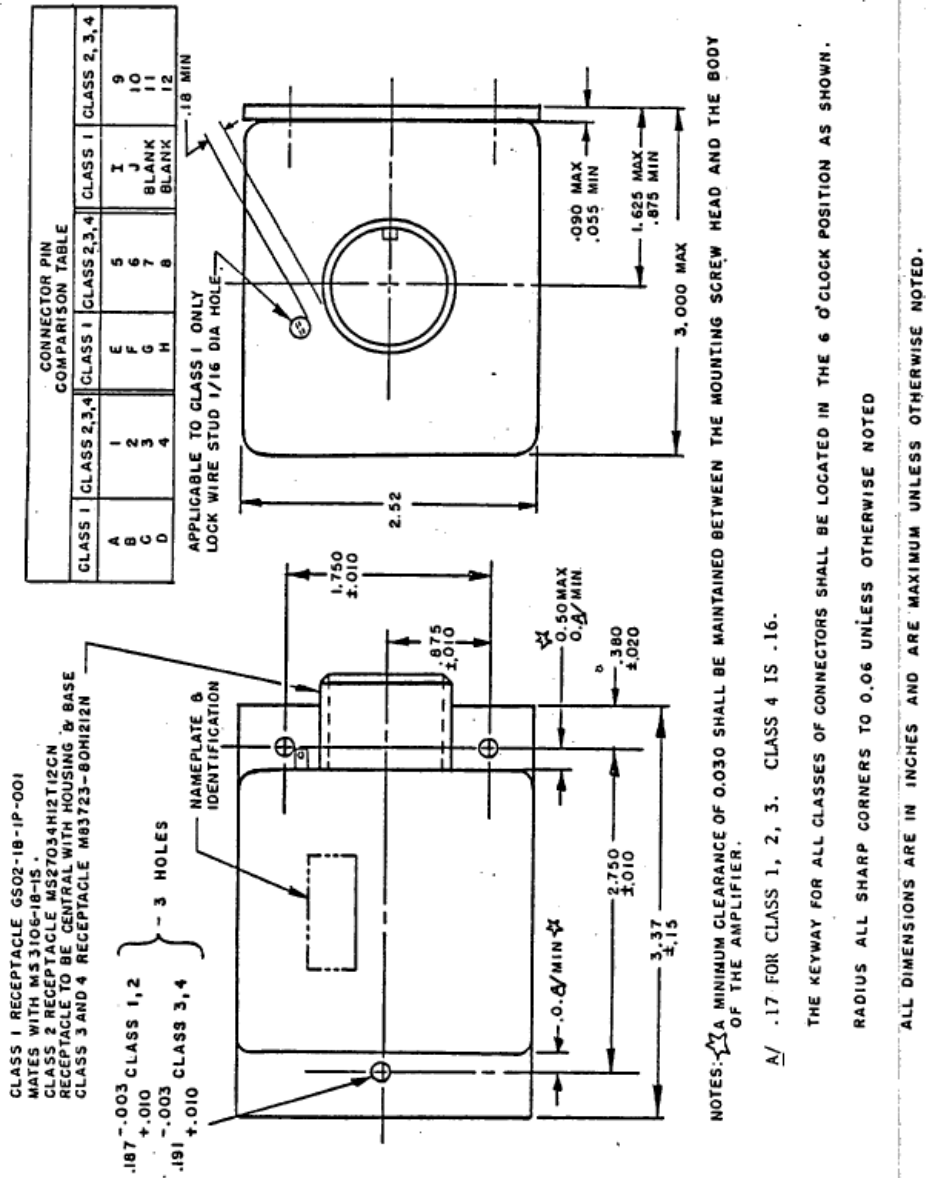 CLASS 1 RECEPTACLE GS02-18-1P-001
MATES WITH MS3106-18-1S.
CLASS 2 RECEPTACLE MS27034H12T12CN
RECEPTACLE TO BE CENTRAL WITH HOUSING & BASE
CLASS 3 AND 4 RECEPTACLE M83723-80H1212N
.187 -.003 CLASS 1,2
+.010
.191 -.003 CLASS 3,4
+.010
- 3 HOLES
NAMEPLATE &
IDENTIFICATION
1.750
±.010
.875
±.010
☆
0.50 MAX
0.A/ MIN.
.380
±.020
0.A/ MIN ☆
2.750
±.010
3.37
±.15
CONNECTOR PIN
COMPARISON TABLE
CLASS 1 CLASS 2,3,4 CLASS 1 CLASS 2,3,4 CLASS 1 CLASS 2,3,4
A 1 E 5 I 9
B 2 F 6 J 10
C 3 G 7 BLANK 11
D 4 H 8 BLANK 12
APPLICABLE TO CLASS 1 ONLY
LOCK WIRE STUD 1/16 DIA HOLE
.18 MIN
2.52
.090 MAX
.055 MIN
1.625 MAX
.875 MIN
3.000 MAX
NOTES: ☆ A MINIMUM CLEARANCE OF 0.030 SHALL BE MAINTAINED BETWEEN THE MOUNTING SCREW HEAD AND THE BODY
OF THE AMPLIFIER.
A/ .17 FOR CLASS 1, 2, 3. CLASS 4 IS .16.
THE KEYWAY FOR ALL CLASSES OF CONNECTORS SHALL BE LOCATED IN THE 6 O'CLOCK POSITION AS SHOWN.
RADIUS ALL SHARP CORNERS TO 0.06 UNLESS OTHERWISE NOTED
ALL DIMENSIONS ARE IN INCHES AND ARE MAXIMUM UNLESS OTHERWISE NOTED.